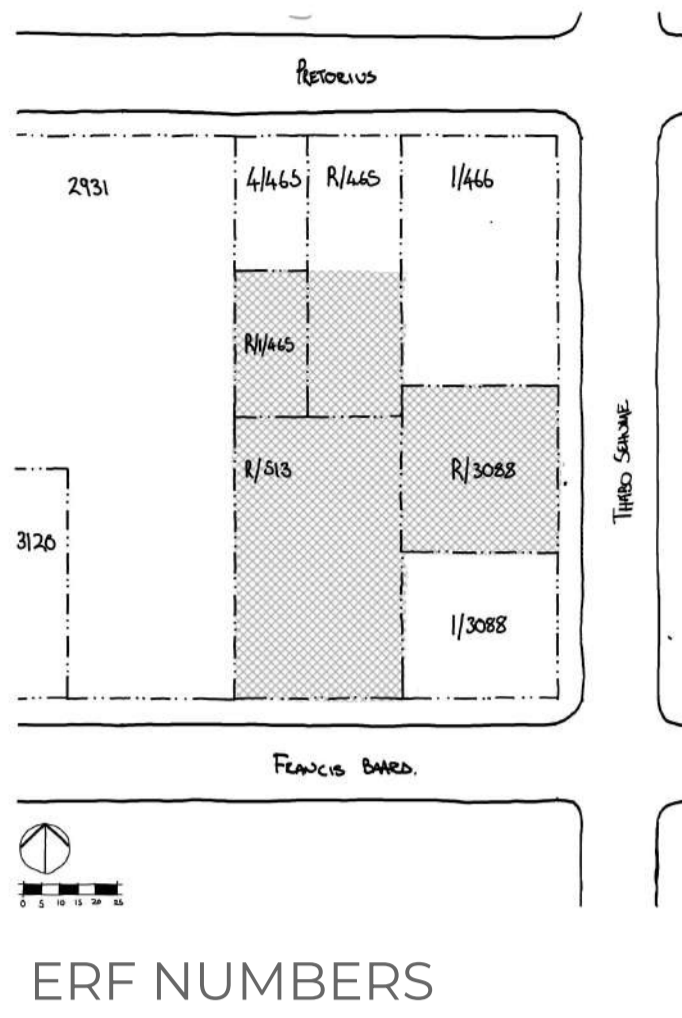 PRETORIUS
2931
4/465
R/465
1/466
R/1/465
R/513
R/3088
THABO SEHUME
3120
1/3088
FRANCIS BAARD.
0 5 10 15 20 25
ERF NUMBERS